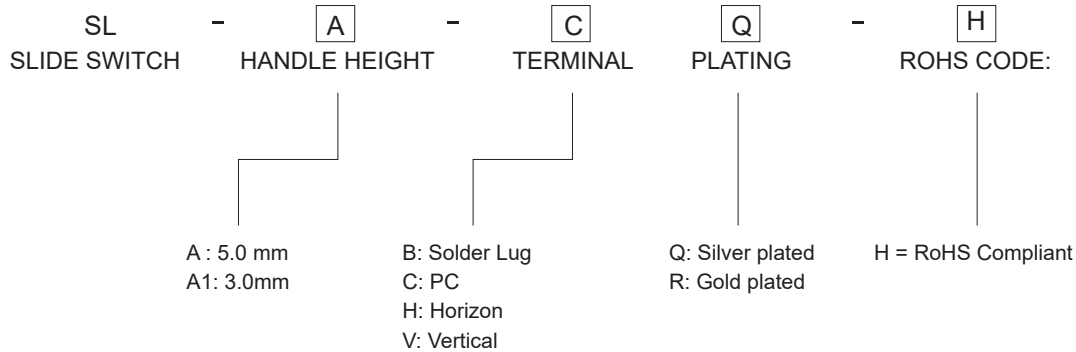 SL - A - C Q - H
SLIDE SWITCH HANDLE HEIGHT TERMINAL PLATING ROHS CODE:
A : 5.0 mm B: Solder Lug Q: Silver plated H = RoHS Compliant
A1: 3.0mm C: PC R: Gold plated
H: Horizon
V: Vertical